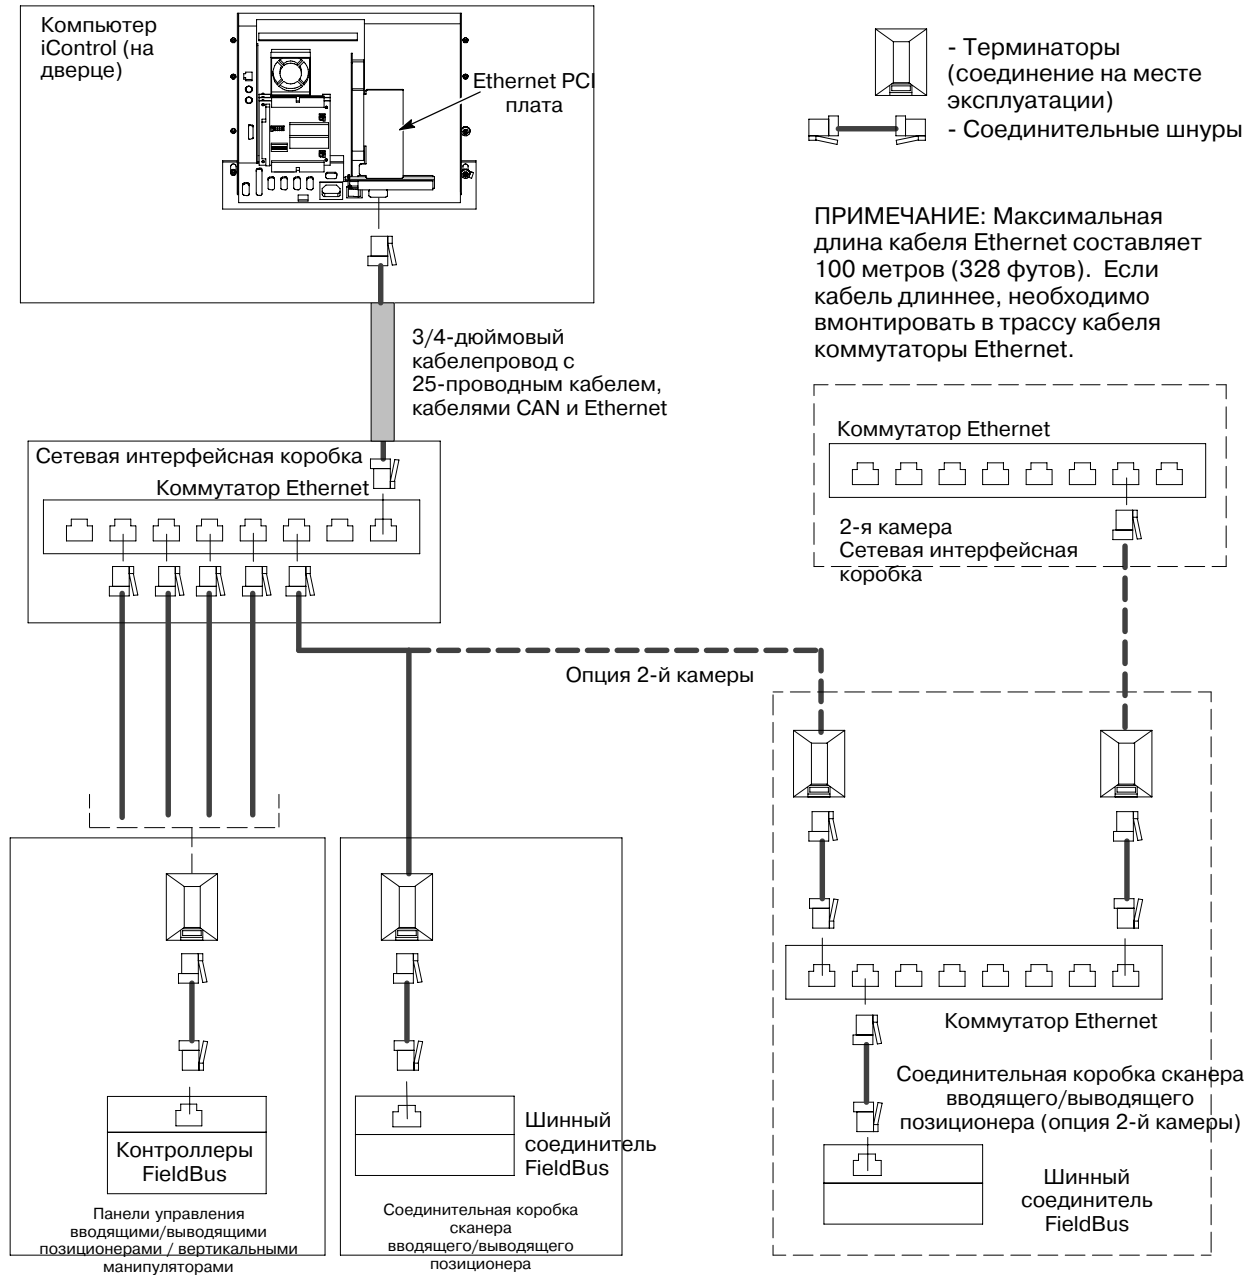 Компьютер
iControl (на
дверце)
Ethernet PCI
плата
- Терминаторы
(соединение на месте
эксплуатации)
- Соединительные шнуры
ПРИМЕЧАНИЕ: Максимальная
длина кабеля Ethernet составляет
100 метров (328 футов). Если
кабель длиннее, необходимо
вмонтировать в трассу кабеля
коммутаторы Ethernet.
3/4-дюймовый
кабелепровод с
25-проводным кабелем,
кабелями CAN и Ethernet
Сетевая интерфейсная коробка
Коммутатор Ethernet
Коммутатор Ethernet
2-я камера
Сетевая интерфейсная
коробка
Опция 2-й камеры
Коммутатор Ethernet
Соединительная коробка сканера
вводящего/выводящего
позиционера (опция 2-й камеры)
Шинный
соединитель
FieldBus
Контроллеры
FieldBus
Панели управления
вводящими/выводящими
позиционерами / вертикальными
манипуляторами
Шинный
соединитель
FieldBus
Соединительная коробка
сканера
вводящего/выводящего
позиционера